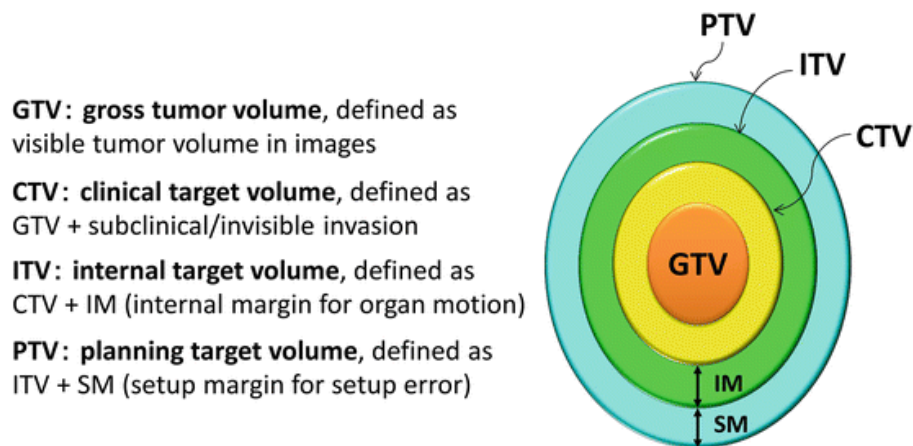 GTV: gross tumor volume, defined as
visible tumor volume in images
CTV: clinical target volume, defined as
GTV + subclinical/invisible invasion
ITV: internal target volume, defined as
CTV + IM (internal margin for organ motion)
PTV: planning target volume, defined as
ITV + SM (setup margin for setup error)
PTV
ITV
CTV
GTV
IM
SM